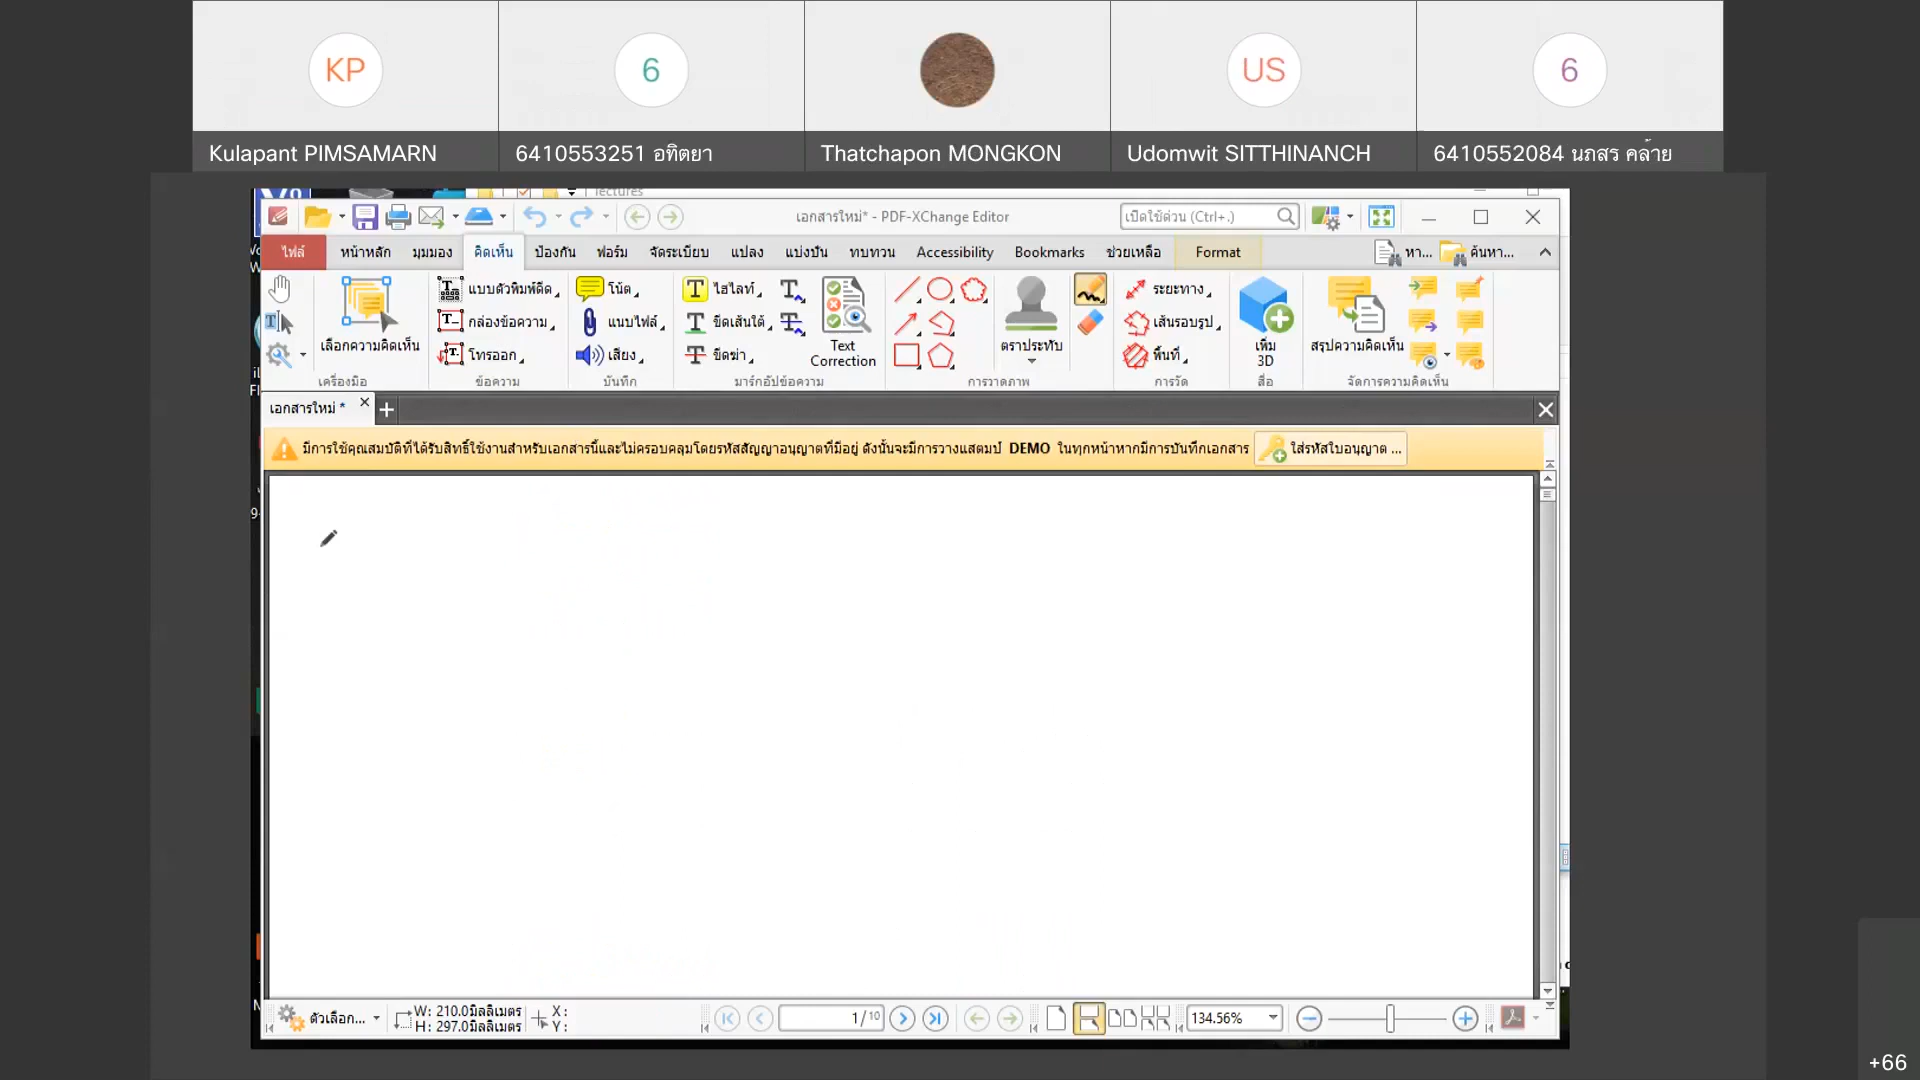 KP
6
US
6
Kulapant PIMSAMARN
6410553251 อทิตยา
Thatchapon MONGKON
Udomwit SITTHINANCH
6410552084 นภสร คล้าย
lectures
เอกสารใหม่* - PDF-XChange Editor
เปิดใช้ด่วน (Ctrl+.)
ไฟล์
หน้าหลัก
มุมมอง
คิดเห็น
ป้องกัน
ฟอร์ม
จัดระเบียบ
แปลง
แบ่งปัน
ทบทวน
Accessibility
Bookmarks
ช่วยเหลือ
Format
หา...
ค้นหา...
เลือกความคิดเห็น
เครื่องมือ
แบบตัวพิมพ์ดีด
กล่องข้อความ
โทรออก
ข้อความ
โน้ต
แนบไฟล์
เสียง
บันทึก
ไฮไลท์
ขีดเส้นใต้
ขีดฆ่า
Text
Correction
มาร์กอัปข้อความ
การวาดภาพ
ตราประทับ
ระยะทาง
เส้นรอบรูป
พื้นที่
การวัด
เพิ่ม
3D
สื่อ
สรุปความคิดเห็น
จัดการความคิดเห็น
เอกสารใหม่ *
มีการใช้คุณสมบัติที่ได้รับสิทธิ์ใช้งานสำหรับเอกสารนี้และไม่ครอบคลุมโดยรหัสสัญญาอนุญาตที่มีอยู่ ดังนั้นจะมีการวางแสตมป์ DEMO ในทุกหน้าหากมีการบันทึกเอกสาร
ใส่รหัสใบอนุญาต ...
ตัวเลือก...
W: 210.0มิลลิเมตร
H: 297.0มิลลิเมตร
X:
Y:
1/10
134.56%
+66